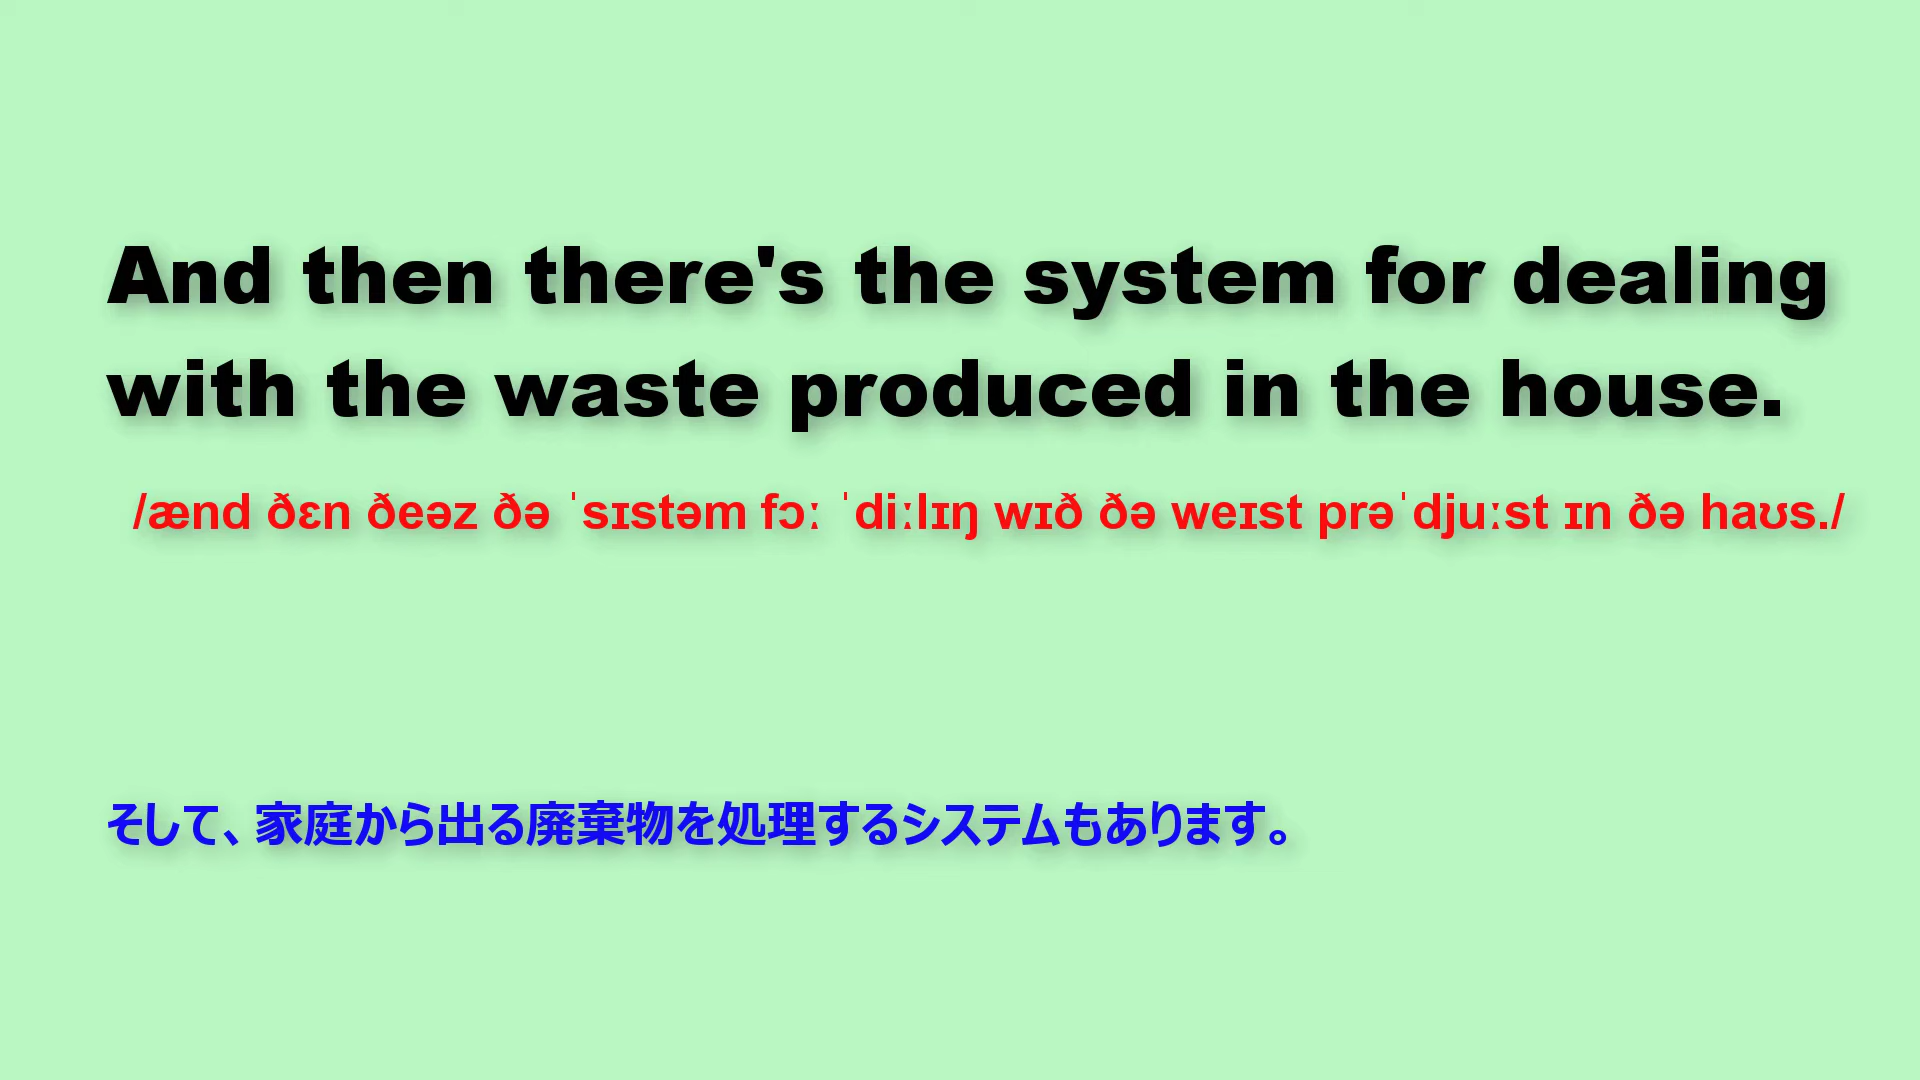 And then there's the system for dealing
with the waste produced in the house.
/ænd ðɛn ðeəz ðə ˈsɪstəm fɔː ˈdiːlɪŋ wɪð ðə weɪst prəˈdjuːst ɪn ðə haʊs./
そして、家庭から出る廃棄物を処理するシステムもあります。